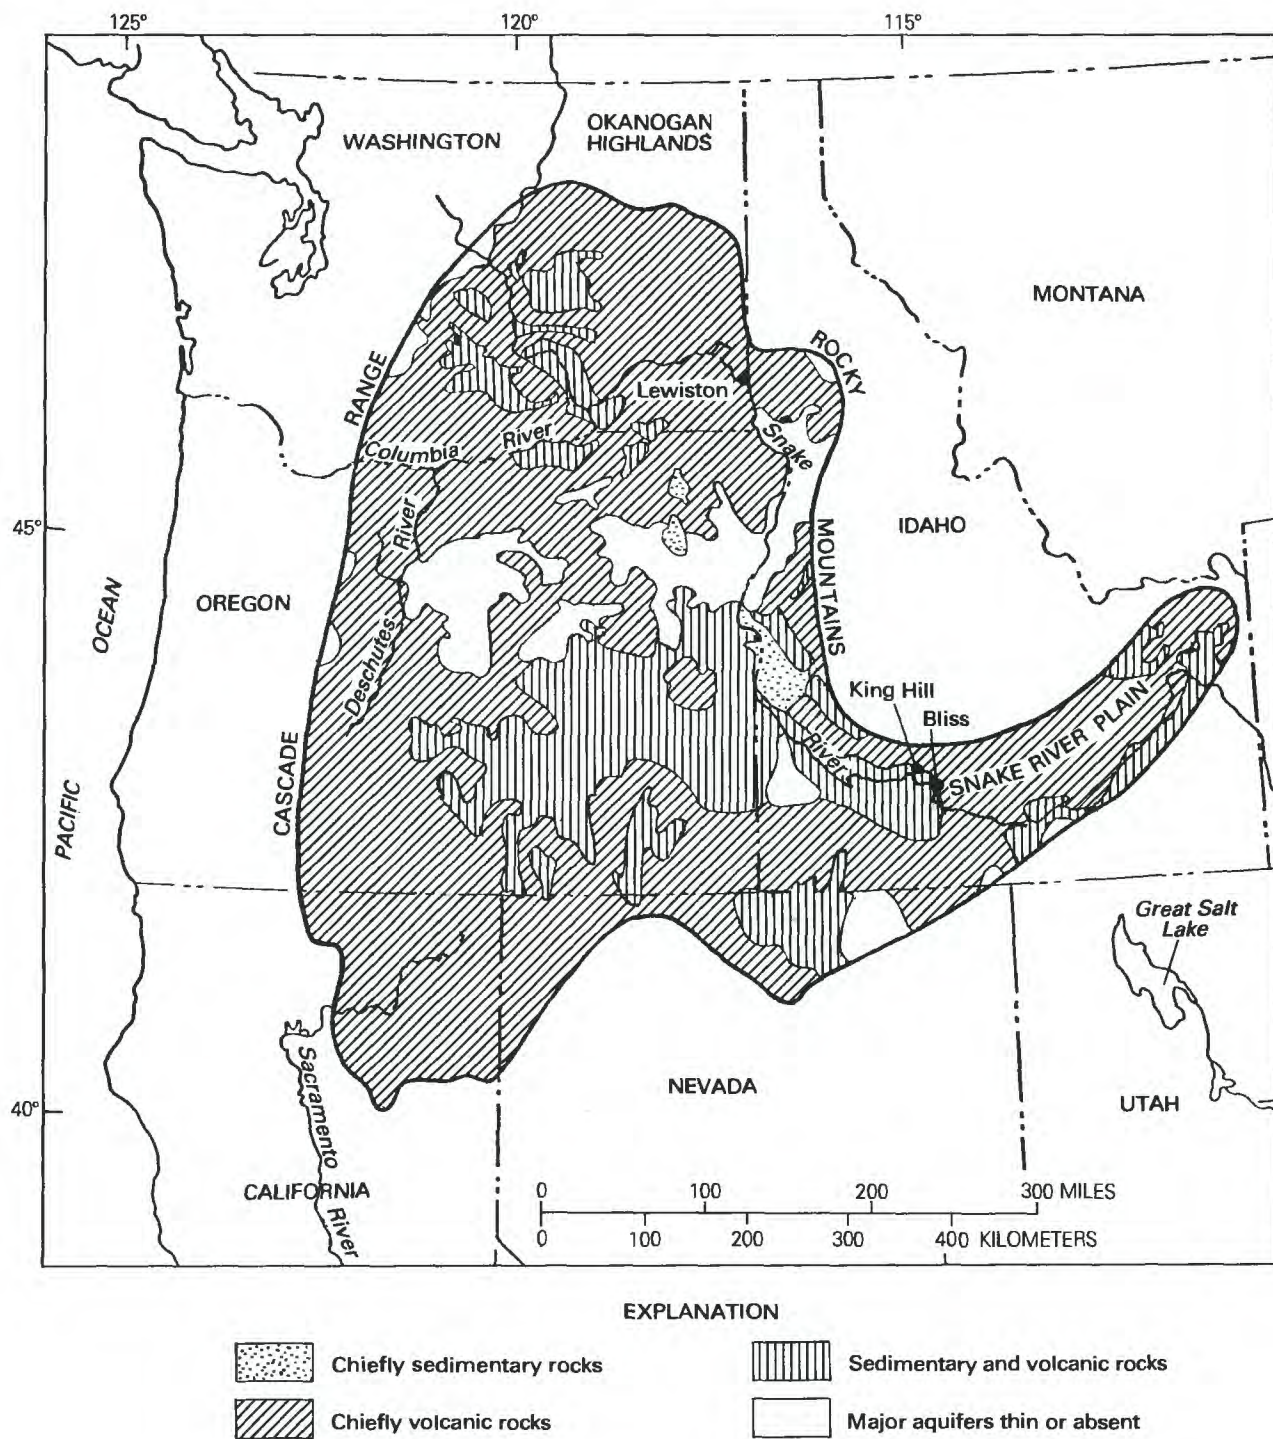 125°
120°
115°
WASHINGTON
OKANOGAN
HIGHLANDS
MONTANA
RANGE
ROCKY
Lewiston
Columbia
River
Snake
45°
River
MOUNTAINS
IDAHO
OCEAN
OREGON
Deschutes
King Hill
Bliss
SNAKE RIVER PLAIN
River
PACIFIC
CASCADE
Great Salt
Lake
Sacramento
River
NEVADA
40°
UTAH
CALIFORNIA
0 100 200 300 MILES
0 100 200 300 400 KILOMETERS
EXPLANATION
Chiefly sedimentary rocks
Sedimentary and volcanic rocks
Chiefly volcanic rocks
Major aquifers thin or absent